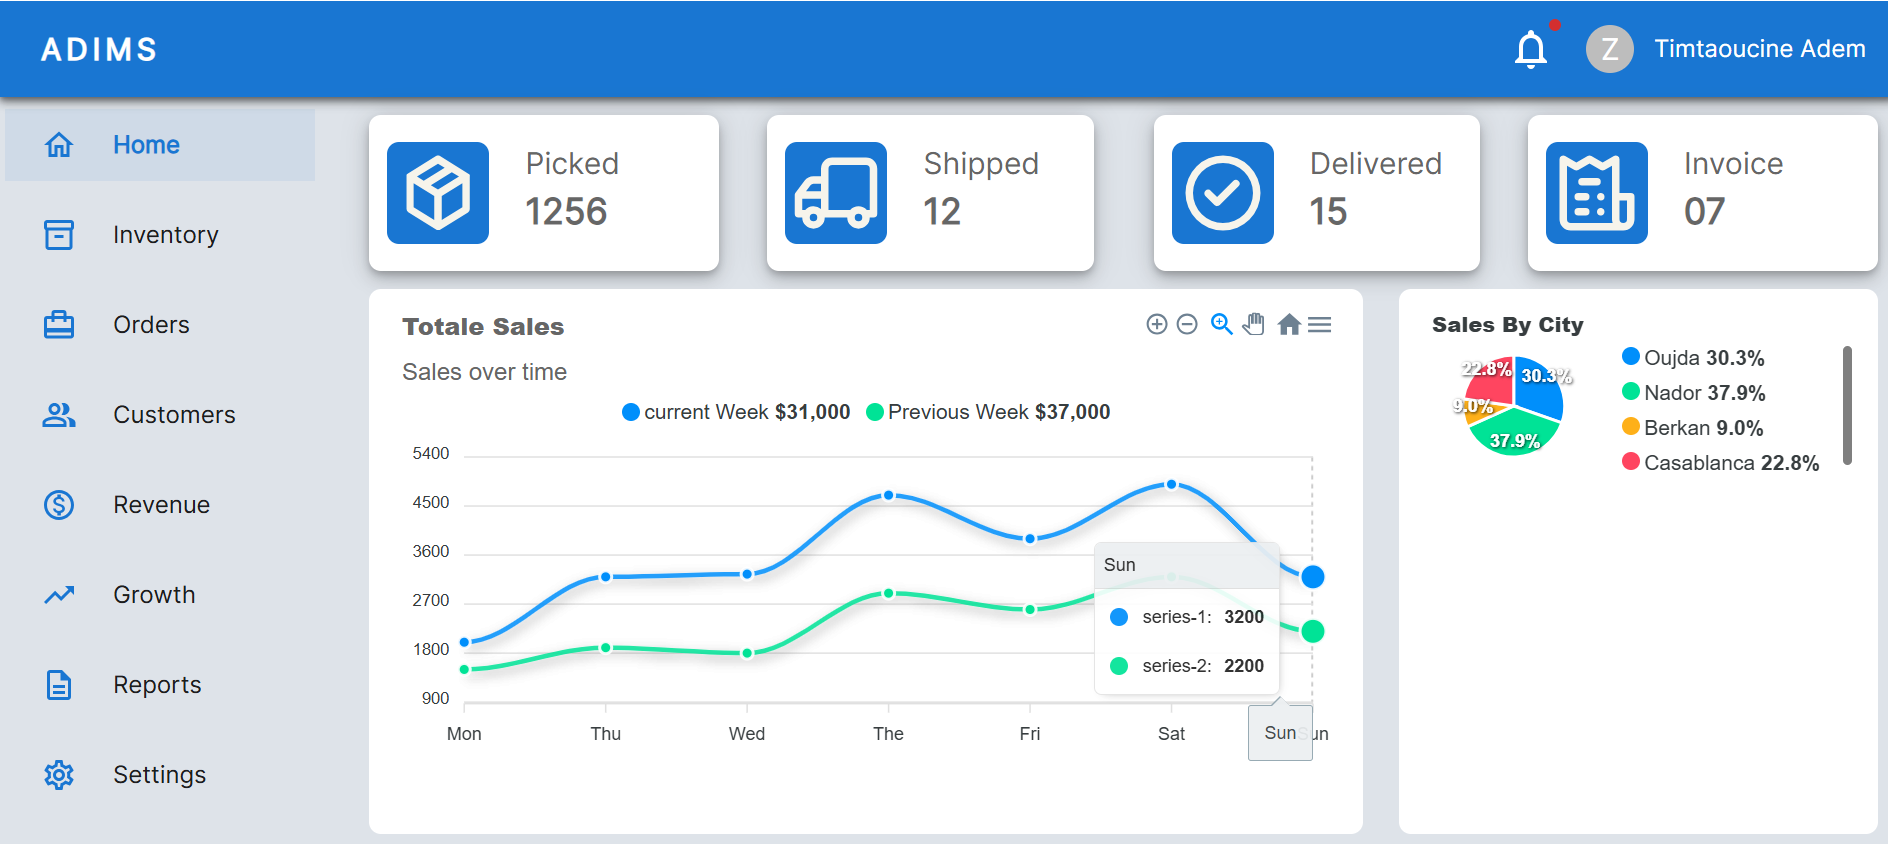 ADIMS
Z
Timtaoucine Adem
Home
Inventory
Orders
Customers
Revenue
Growth
Reports
Settings
Picked
1256
Shipped
12
Delivered
15
Invoice
07
Totale Sales
Sales over time
current Week $31,000 Previous Week $37,000
5400
4500
3600
2700
1800
900
Mon Thu Wed The Fri Sat Sun
Sun
series-1: 3200
series-2: 2200
Sun
Sales By City
22.8%
30.3%
9.0%
37.9%
Oujda 30.3%
Nador 37.9%
Berkan 9.0%
Casablanca 22.8%